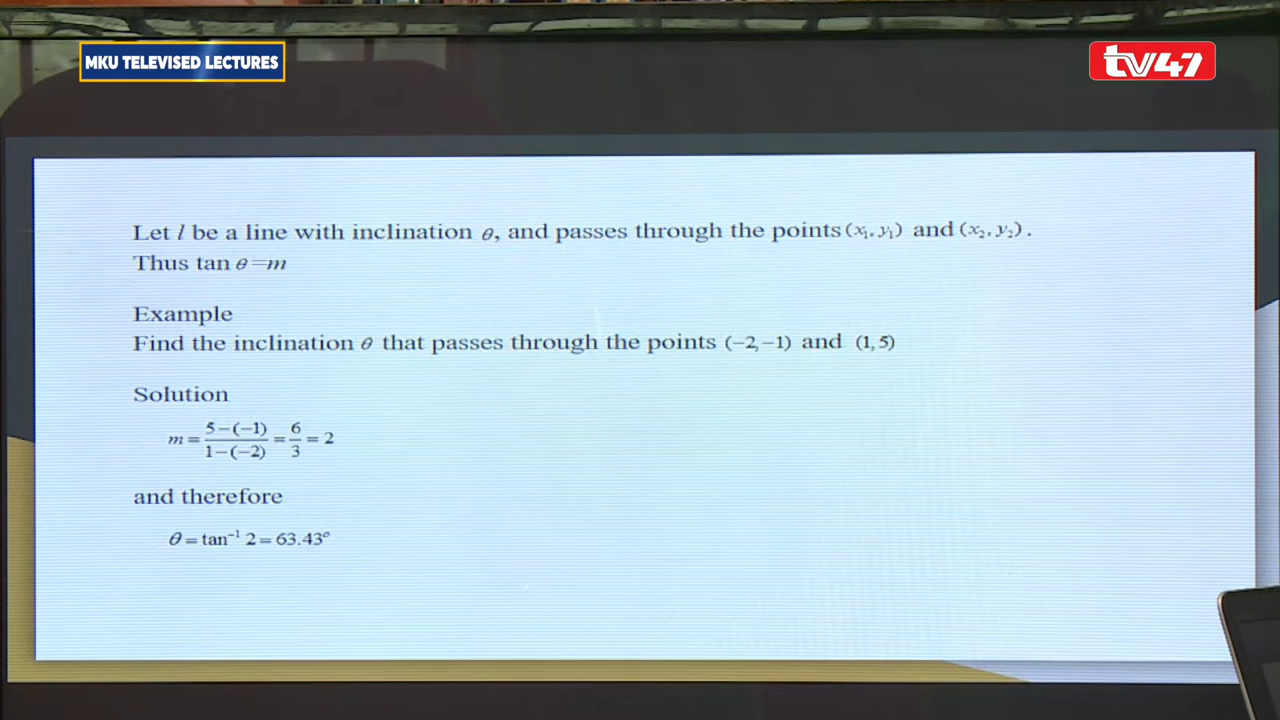 MKU TELEVISED LECTURES
tv47
Let l be a line with inclination θ, and passes through the points (x₁, y₁) and (x₂, y₂).
Thus tan θ = m
Example
Find the inclination θ that passes through the points (−2,−1) and (1,5)
Solution
m = 5−(−1)/1−(−2) = 6/3 = 2
and therefore
θ = tan⁻¹ 2 = 63.43°